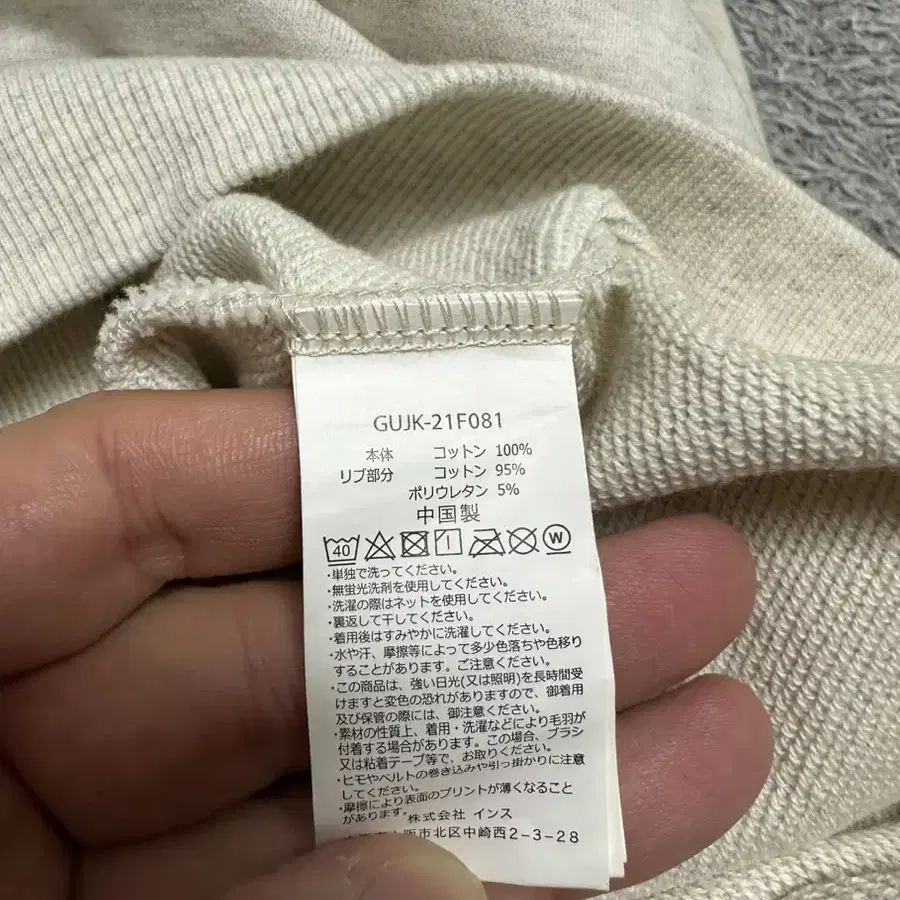 GUJK-21F081
本体 コットン 100%
リブ部分 コットン 95%
ポリウレタン 5%
中国製
40 W
・単独で洗ってください。
・無蛍光洗剤を使用してください。
・洗濯の際はネットを使用してください。
・裏返して干してください。
・着用後はすみやかに洗濯してください。
・水や汗、摩擦等によって多少色落ちや色移り
することがあります。ご注意ください。
・この商品は、強い日光(又は照明)を長時間受
けますと変色の恐れがありますので、御着用
及び保管の際には、御注意ください。
・素材の性質上、着用・洗濯などにより毛羽が
付着する場合があります。この場合、ブラシ
又は粘着テープ等で、お取りください。
・ヒモやベルトの巻き込みや引っ掛かりに注意
してください。
・摩擦により表面のプリントが薄くなること
があります。
株式会社 インス
大阪市北区中崎西2-3-28